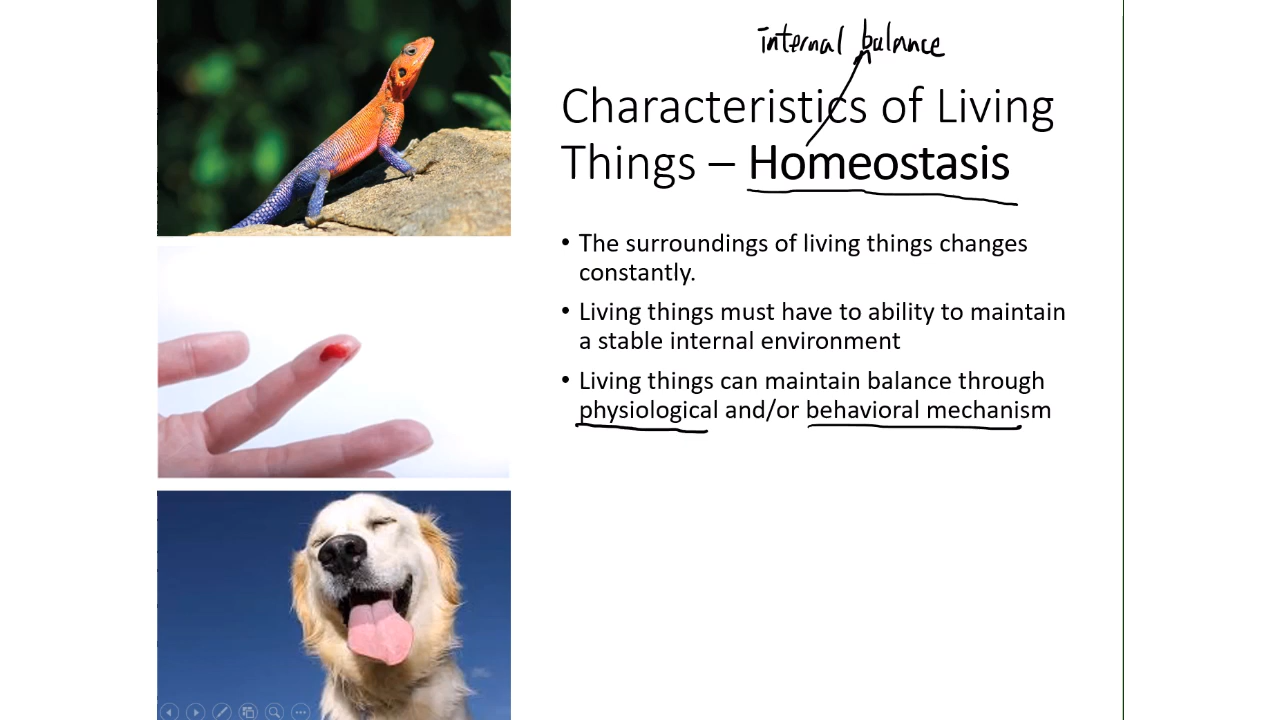 internal balance
Characteristics of Living
Things – Homeostasis
• The surroundings of living things changes
constantly.
• Living things must have to ability to maintain
a stable internal environment
• Living things can maintain balance through
physiological and/or behavioral mechanism